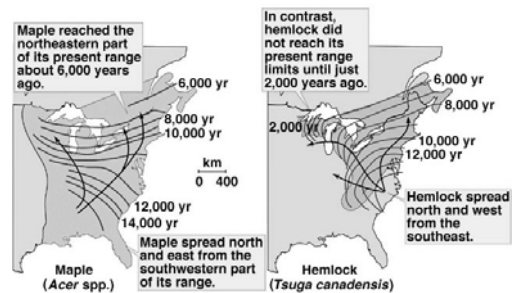 Maple reached the
northeastern part
of its present range
about 6,000 years
ago.
6,000 yr
8,000 yr
10,000 yr
km
0 400
12,000 yr
14,000 yr
Maple spread north
and east from the
southwestern part
of its range.
Maple
(Acer spp.)
In contrast,
hemlock did
not reach its
present range
limits until just
2,000 years ago.
6,000 yr
8,000 yr
2,000 yr
10,000 yr
12,000 yr
Hemlock spread
north and west
from the
southeast.
Hemlock
(Tsuga canadensis)